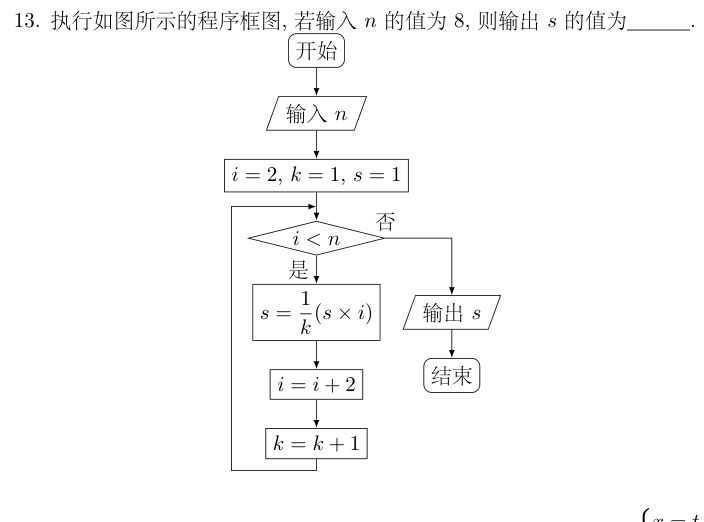 13. 执行如图所示的程序框图, 若输入 n 的值为 8, 则输出 s 的值为______.
开始
输入 n
i = 2, k = 1, s = 1
否
i < n
是
s = \frac{1}{k}(s × i)
输出 s
i = i + 2
结束
k = k + 1
x = t